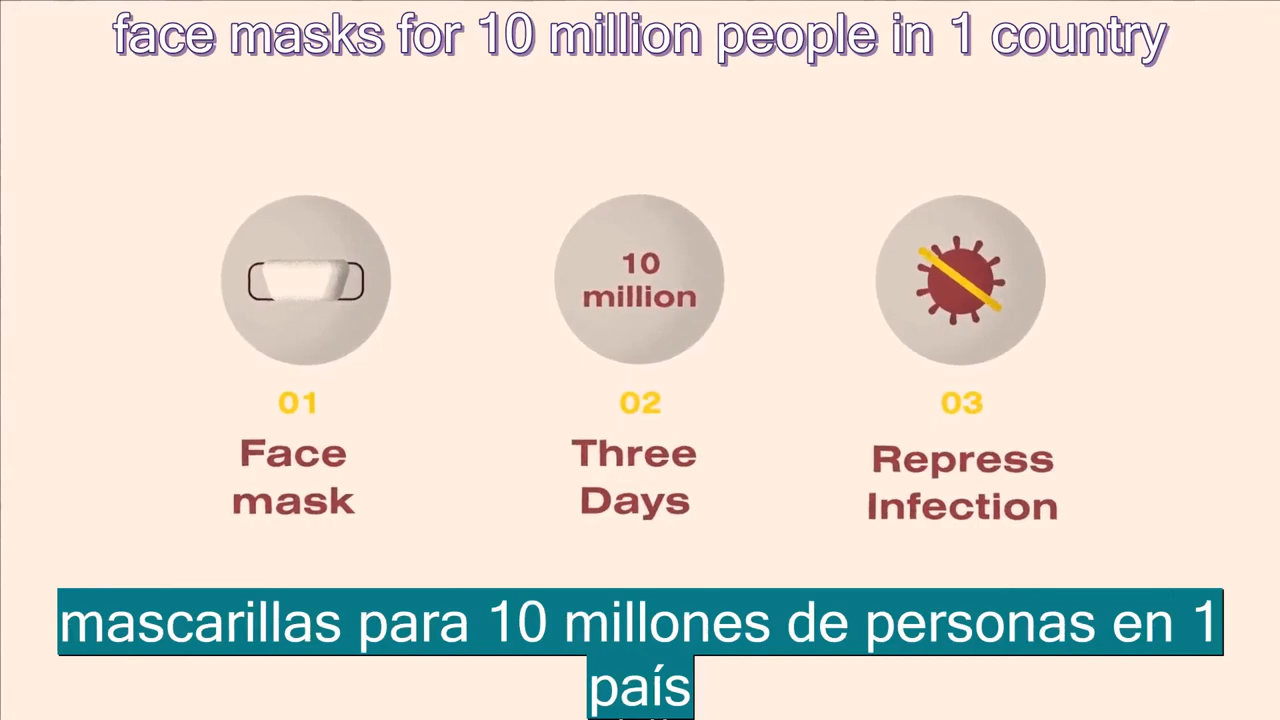 face masks for 10 million people in 1 country
10
million
01
02
03
Face
mask
Three
Days
Repress
Infection
mascarillas para 10 millones de personas en 1
país